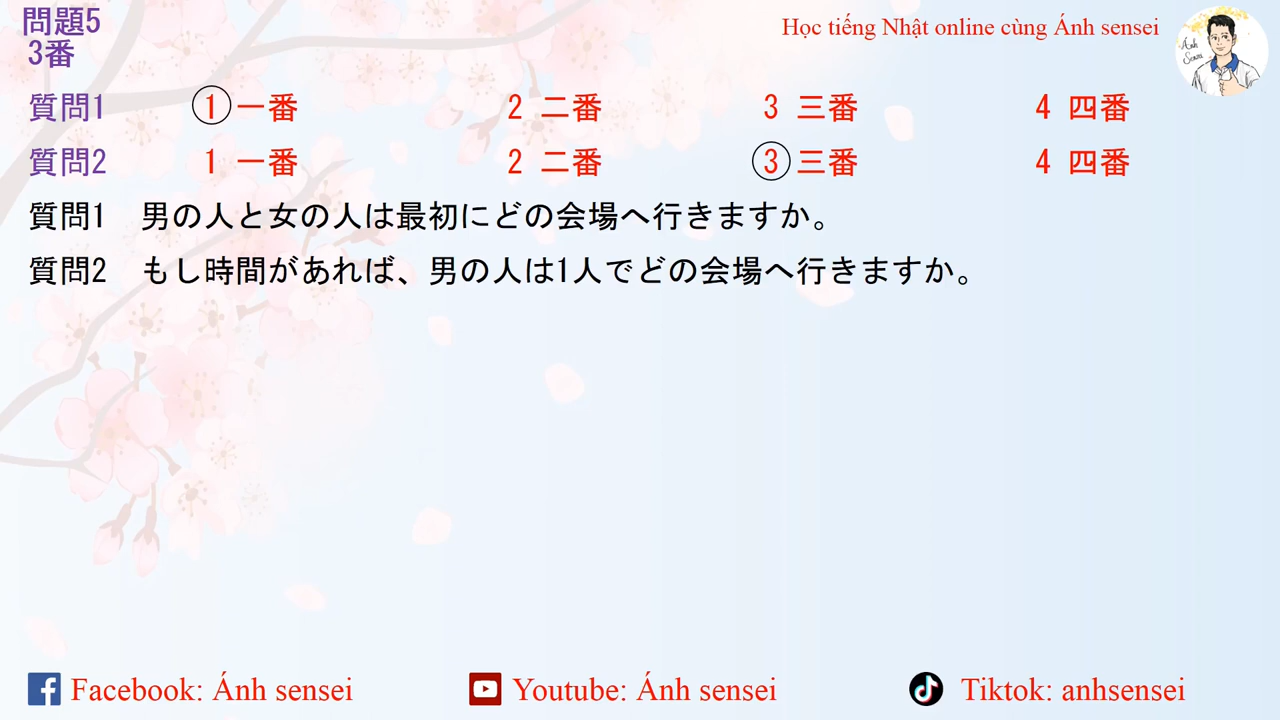 問題5
3番
Học tiếng Nhật online cùng Ánh sensei
Anh Sensei
質問1 1 一番 2 二番 3 三番 4 四番
質問2 1 一番 2 二番 3 三番 4 四番
質問1 男の人と女の人は最初にどの会場へ行きますか。
質問2 もし時間があれば、男の人は1人でどの会場へ行きますか。
Facebook: Ánh sensei Youtube: Ánh sensei Tiktok: anhsensei